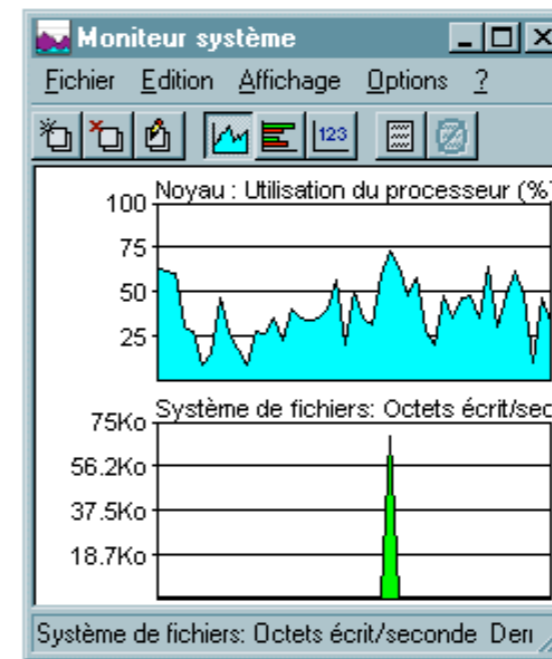 Moniteur système
Fichier Edition Affichage Options ?
123
Noyau : Utilisation du processeur (%)
100
75
50
25
Système de fichiers: Octets écrit/sec
75Ko
56.2Ko
37.5Ko
18.7Ko
Système de fichiers: Octets écrit/seconde